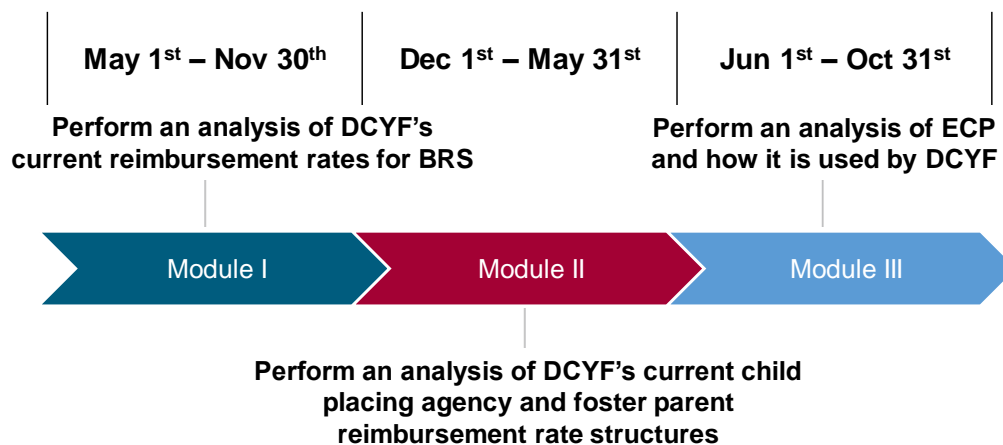 May 1st – Nov 30th
Dec 1st – May 31st
Jun 1st – Oct 31st
Perform an analysis of DCYF’s
current reimbursement rates for BRS
Perform an analysis of ECP
and how it is used by DCYF
Module I
Module II
Module III
Perform an analysis of DCYF’s current child
placing agency and foster parent
reimbursement rate structures